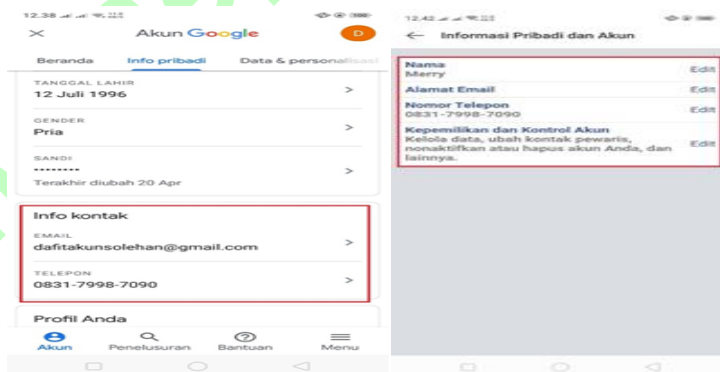 12.38
Akun Google
D
Beranda Info pribadi Data & personalisasi
TANGGAL LAHIR
12 Juli 1996
GENDER
Pria
SANDI
••••••••
Terakhir diubah 20 Apr
Info kontak
EMAIL
dafitakunsolehan@gmail.com
TELEPON
0831-7998-7090
Profil Anda
Akun Penelusuran Bantuan Menu
12.42
Informasi Pribadi dan Akun
Nama
Merry
Edit
Alamat Email
Edit
Nomor Telepon
0831-7998-7090
Edit
Kepemilikan dan Kontrol Akun
Kelola data, ubah kontak pewaris,
nonaktifkan atau hapus akun Anda, dan
lainnya.
Edit